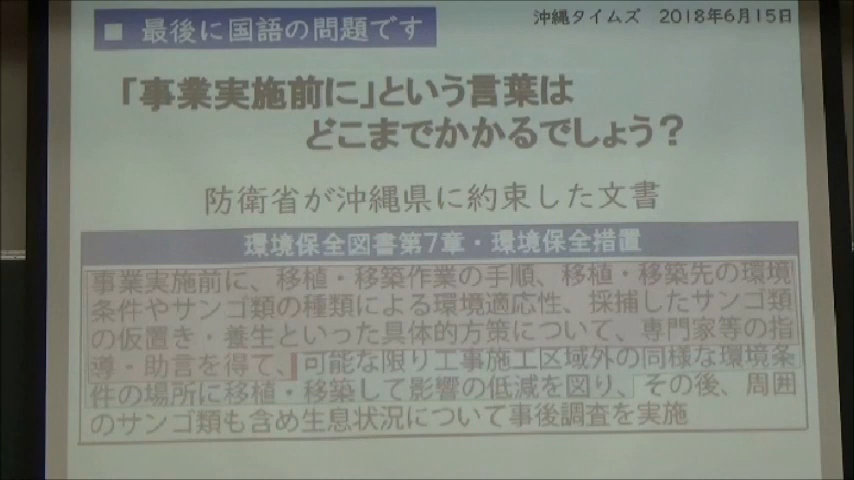 沖縄タイムズ 2018年6月15日
■ 最後に国語の問題です
「事業実施前に」という言葉は
どこまでかかるでしょう？
防衛省が沖縄県に約束した文書
環境保全図書第7章・環境保全措置
事業実施前に、移植・移築作業の手順、移植・移築先の環境
条件やサンゴ類の種類による環境適応性、採捕したサンゴ類
の仮置き・養生といった具体的方策について、専門家等の指
導・助言を得て、可能な限り工事施工区域外の同様な環境条
件の場所に移植・移築して影響の低減を図り、その後、周囲
のサンゴ類も含め生息状況について事後調査を実施